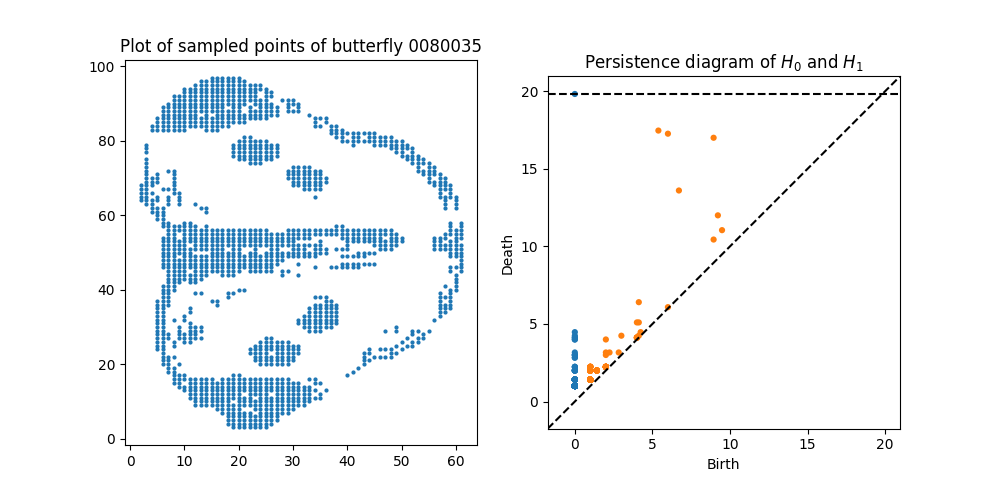 Plot of sampled points of butterfly 0080035
100
80
60
40
20
0
0 10 20 30 40 50 60
Persistence diagram of H₀ and H₁
20
15
10
5
0
Death
0 5 10 15 20
Birth